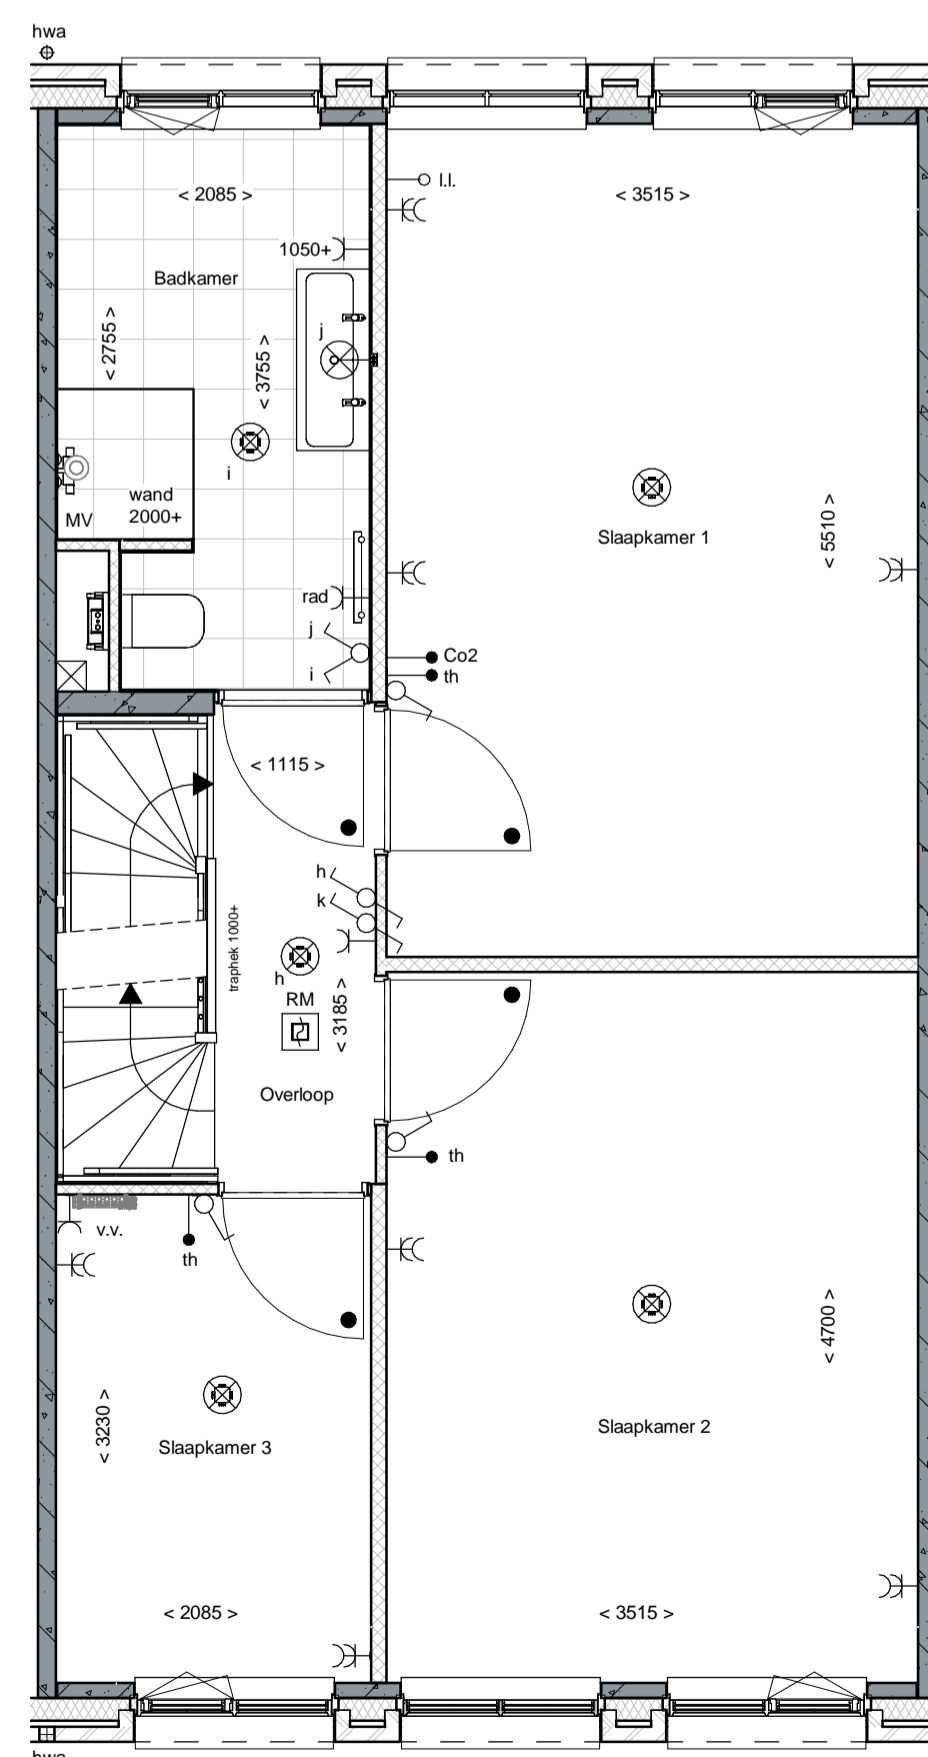 hwa
l.l.
< 2085 >
< 3515 >
1050+
Badkamer
< 2755 >
< 3755 >
j
i
wand
2000+
MV
Slaapkamer 1
< 5510 >
rad
j
i
Co2
th
< 1115 >
h
k
traphek 1000+
h
RM
< 3185 >
Overloop
th
v.v.
th
< 4700 >
< 3230 >
Slaapkamer 2
Slaapkamer 3
< 2085 >
< 3515 >
hwa